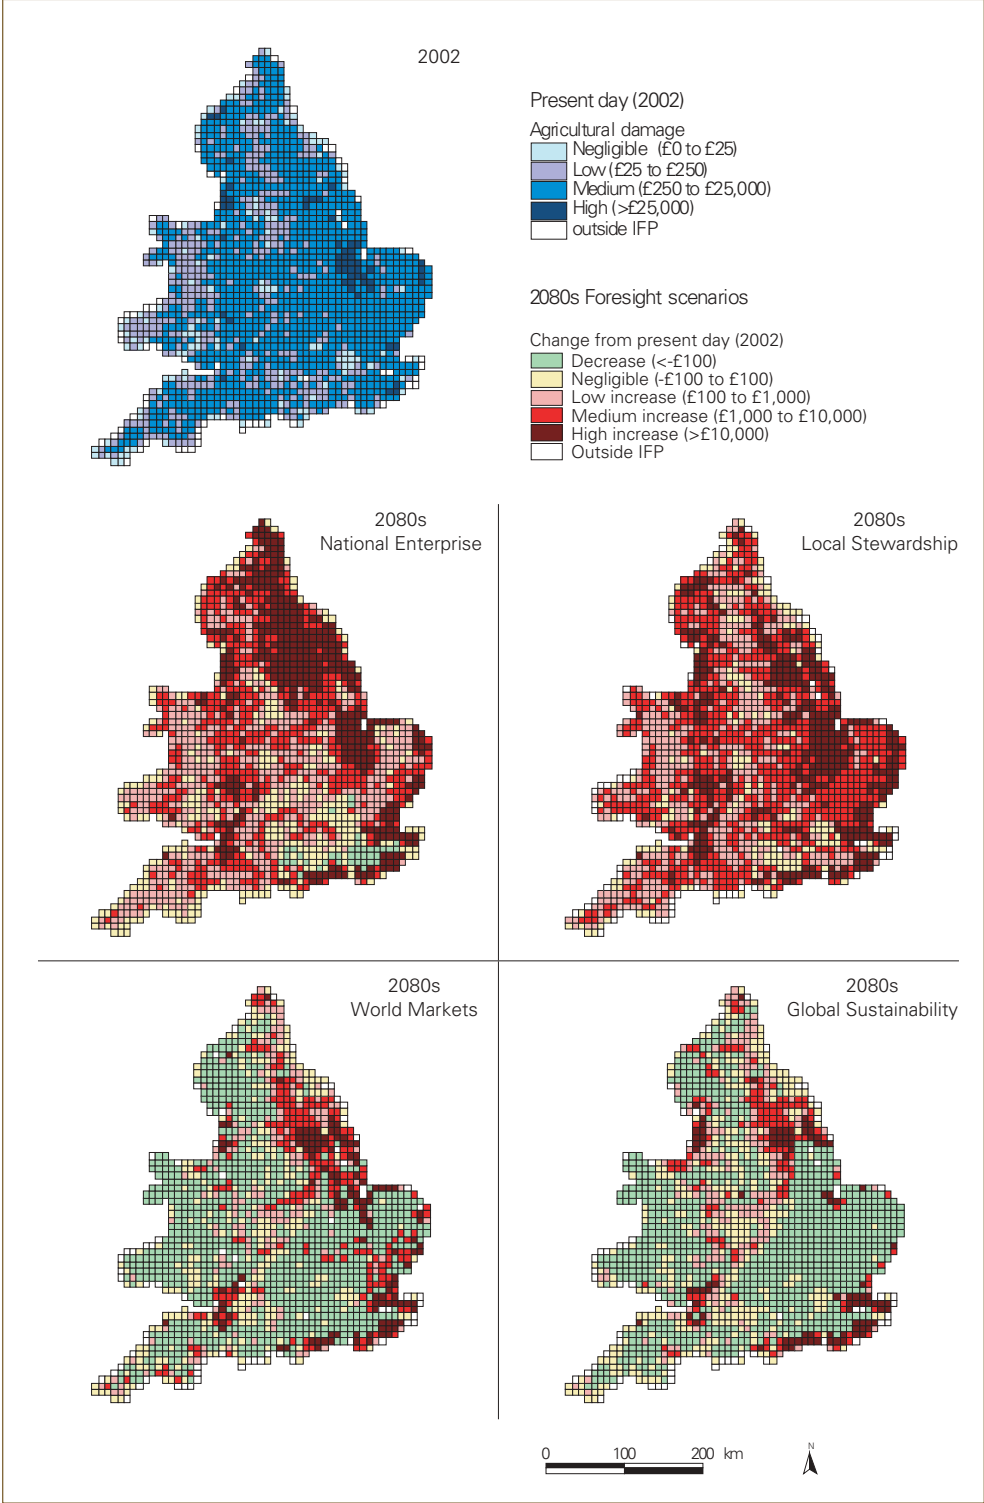 2002
Present day (2002)
Agricultural damage
Negligible (£0 to £25)
Low (£25 to £250)
Medium (£250 to £25,000)
High (>£25,000)
outside IFP
2080s Foresight scenarios
Change from present day (2002)
Decrease (<-£100)
Negligible (-£100 to £100)
Low increase (£100 to £1,000)
Medium increase (£1,000 to £10,000)
High increase (>£10,000)
Outside IFP
2080s
National Enterprise
2080s
Local Stewardship
2080s
World Markets
2080s
Global Sustainability
0 100 200 km
N